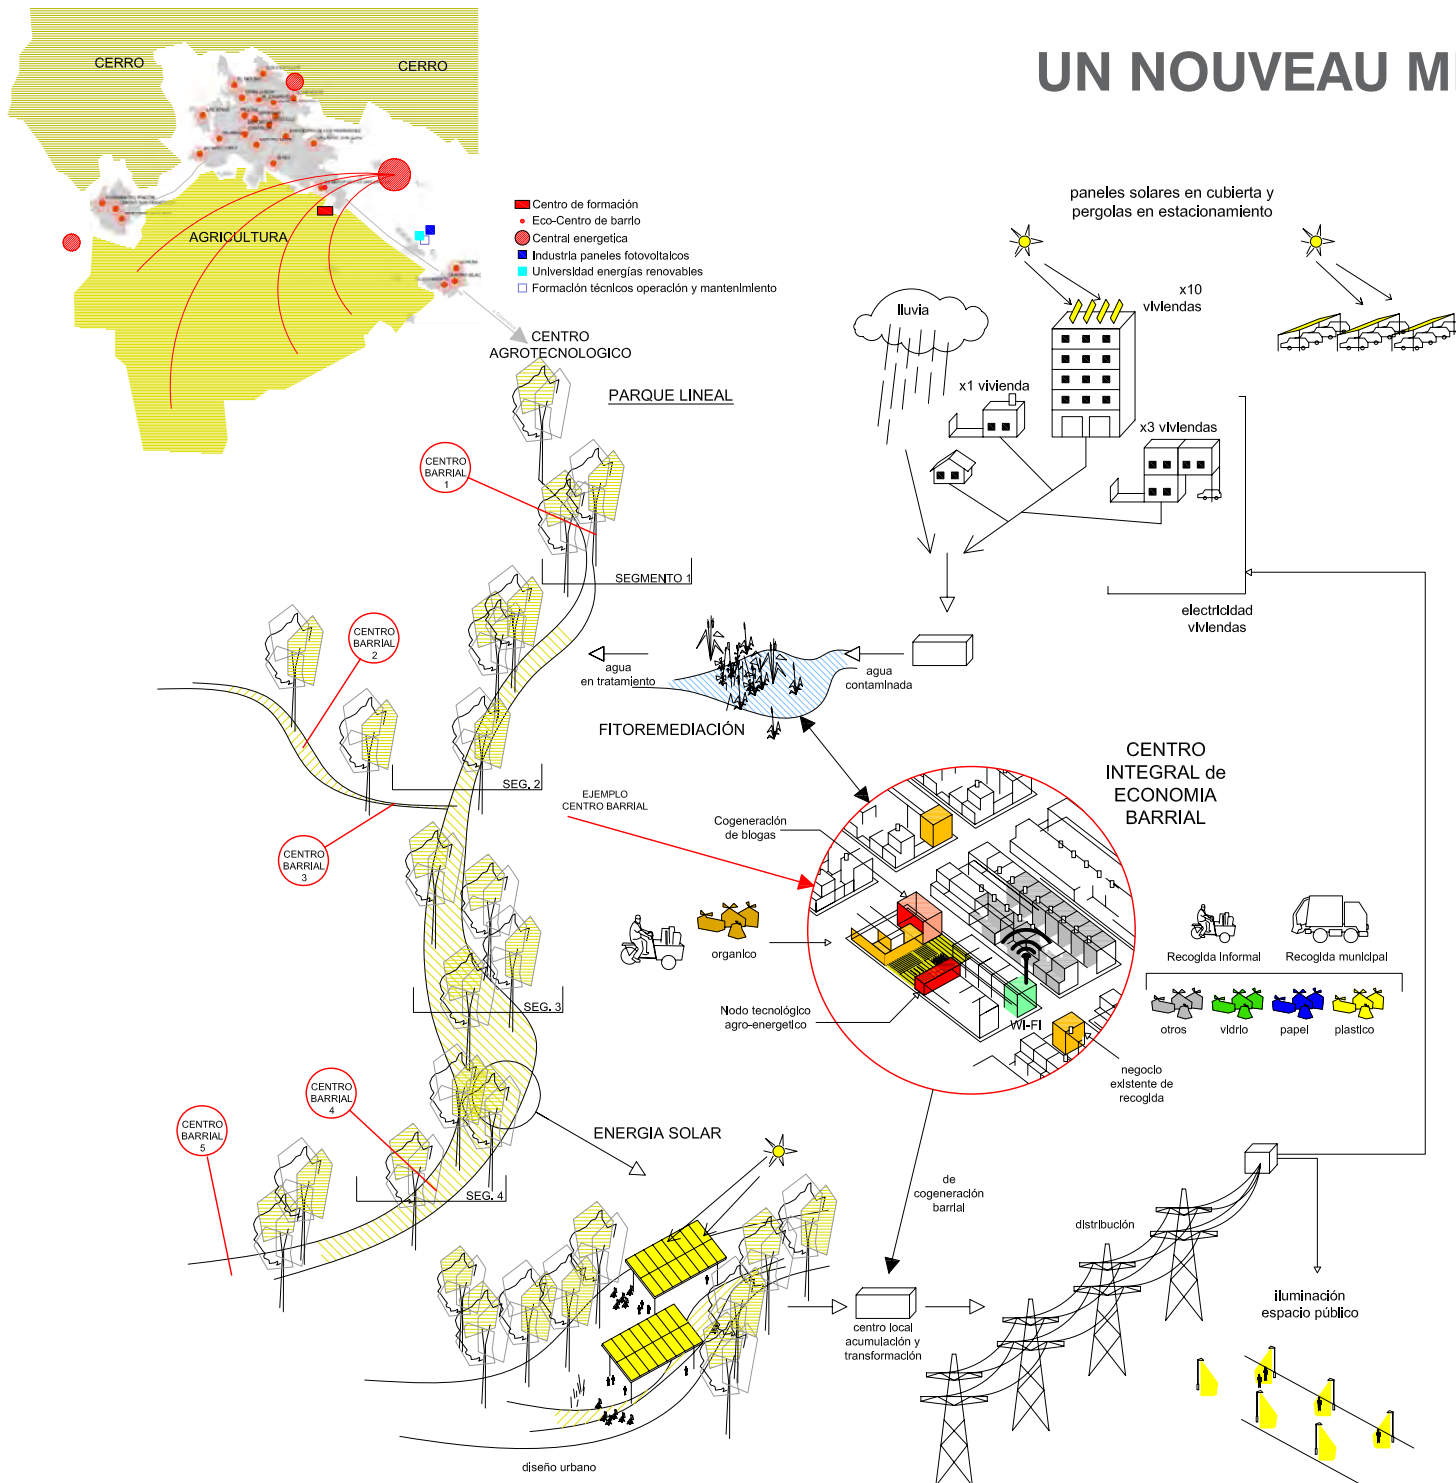 UN NOUVEAU M
CERRO
CERRO
AGRICULTURA
Centro de formación
Eco-Centro de barrio
Central energetica
Industria paneles fotovoltaicos
Universidad energías renovables
Formación técnicos operación y mantenimiento
CENTRO
AGROTECNOLOGICO
PARQUE LINEAL
paneles solares en cubierta y
pergolas en estacionamiento
lluvia
x10
viviendas
x1 vivienda
x3 viviendas
CENTRO
BARRIAL
1
SEGMENTO 1
electricidad
viviendas
CENTRO
BARRIAL
2
agua
en tratamiento
agua
contaminada
FITOREMEDIACIÓN
SEG. 2
CENTRO
BARRIAL
3
EJEMPLO
CENTRO BARRIAL
CENTRO
INTEGRAL de
ECONOMIA
BARRIAL
Cogeneración
de biogas
organico
Recogida informal
Recogida municipal
otros
vidrio
papel
plastico
SEG. 3
Nodo tecnológico
agro-energetico
WI-FI
negocio
existente de
recogida
CENTRO
BARRIAL
4
CENTRO
BARRIAL
5
SEG. 4
ENERGIA SOLAR
de
cogeneración
barrial
distribución
centro local
acumulación y
transformación
iluminación
espacio público
diseño urbano